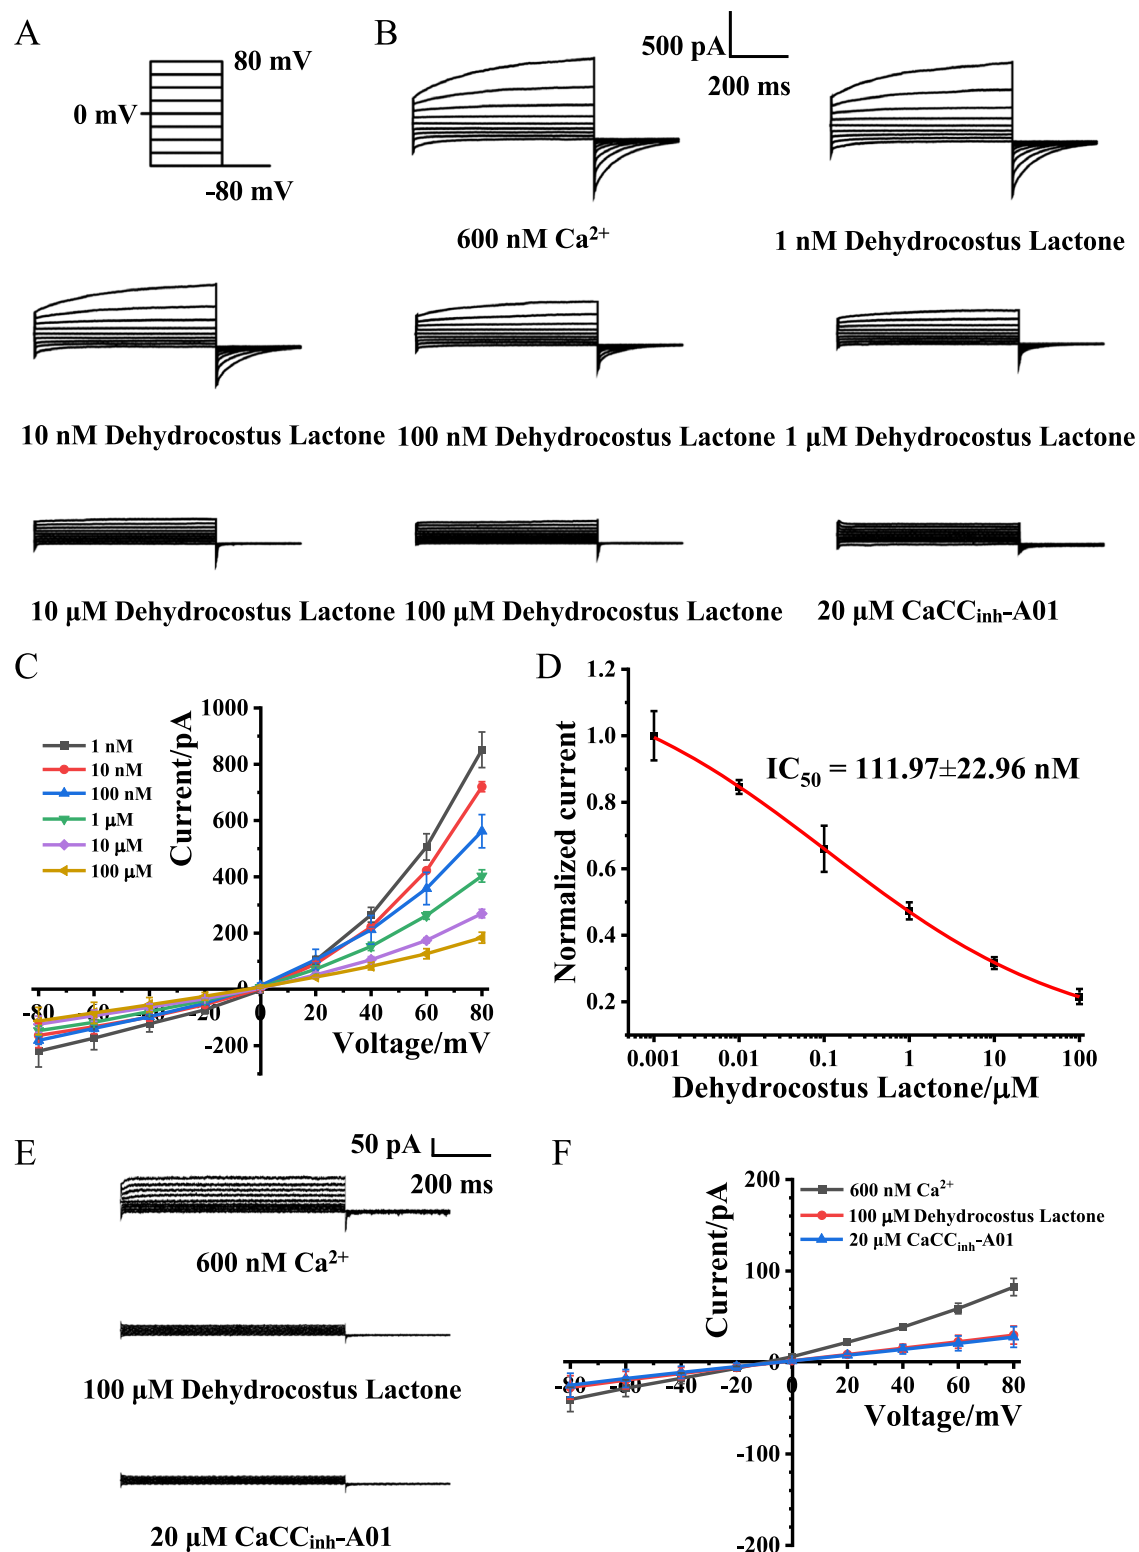 A
80 mV
0 mV
-80 mV
B
500 pA
200 ms
600 nM Ca²⁺
1 nM Dehydrocostus Lactone
10 nM Dehydrocostus Lactone
100 nM Dehydrocostus Lactone
1 μM Dehydrocostus Lactone
10 μM Dehydrocostus Lactone
100 μM Dehydrocostus Lactone
20 μM CaCCinh-A01
C
Current/pA
1000
800
600
400
200
0
-200
1 nM
10 nM
100 nM
1 μM
10 μM
100 μM
-80 -60 -40 -20 0 20 40 60 80
Voltage/mV
D
Normalized current
1.2
1.0
0.8
0.6
0.4
0.2
IC₅₀ = 111.97±22.96 nM
0.001 0.01 0.1 1 10 100
Dehydrocostus Lactone/μM
E
50 pA
200 ms
600 nM Ca²⁺
100 μM Dehydrocostus Lactone
20 μM CaCCinh-A01
F
Current/pA
200
100
0
-100
-200
600 nM Ca²⁺
100 μM Dehydrocostus Lactone
20 μM CaCCinh-A01
-80 -60 -40 -20 0 20 40 60 80
Voltage/mV